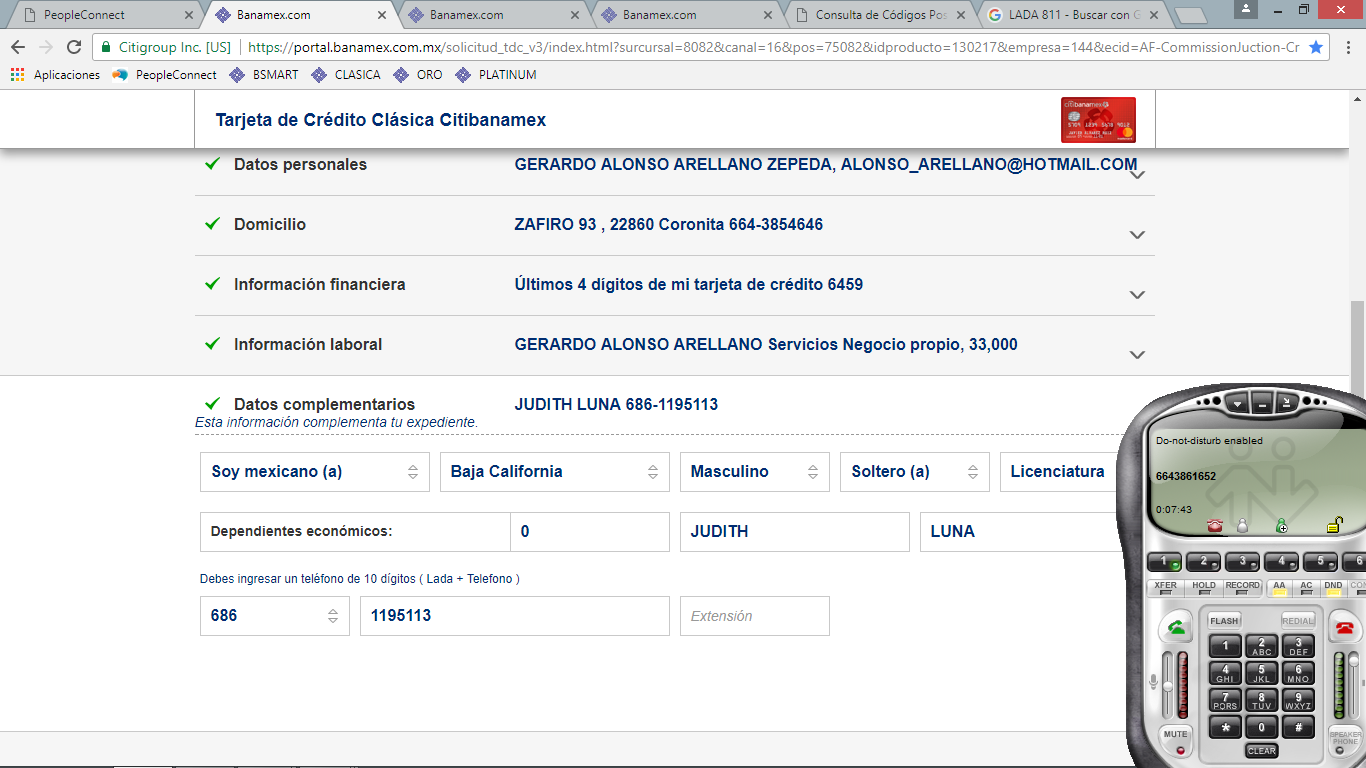 PeopleConnect
Banamex.com
Banamex.com
Banamex.com
Consulta de Códigos Pos
LADA 811 - Buscar con G
Citigroup Inc. [US] https://portal.banamex.com.mx/solicitud_tdc_v3/index.html?sursursal=8082&canal=16&pos=75082&idproducto=130217&empresa=144&ecid=AF-CommissionJuction-Cr
Aplicaciones PeopleConnect BSMART CLASICA ORO PLATINUM
Tarjeta de Crédito Clásica Citibanamex
citibanamex
Datos personales GERARDO ALONSO ARELLANO ZEPEDA, ALONSO_ARELLANO@HOTMAIL.COM
Domicilio ZAFIRO 93 , 22860 Coronita 664-3854646
Información financiera Últimos 4 dígitos de mi tarjeta de crédito 6459
Información laboral GERARDO ALONSO ARELLANO Servicios Negocio propio, 33,000
Datos complementarios JUDITH LUNA 686-1195113
Esta información complementa tu expediente.
Soy mexicano (a) Baja California Masculino Soltero (a) Licenciatura
Dependientes económicos: 0 JUDITH LUNA
Debes ingresar un teléfono de 10 dígitos ( Lada + Telefono )
686 1195113 Extensión
Do-not-disturb enabled
6643861652
0:07:43
1 2 3 4 5 6
XFER HOLD RECORD AA AC DND
FLASH REDIAL
1 2 ABC 3 DEF
4 GHI 5 JKL 6 MNO
7 PQRS 8 TUV 9 WXYZ
* 0 #
MUTE CLEAR SPEAKER PHONE